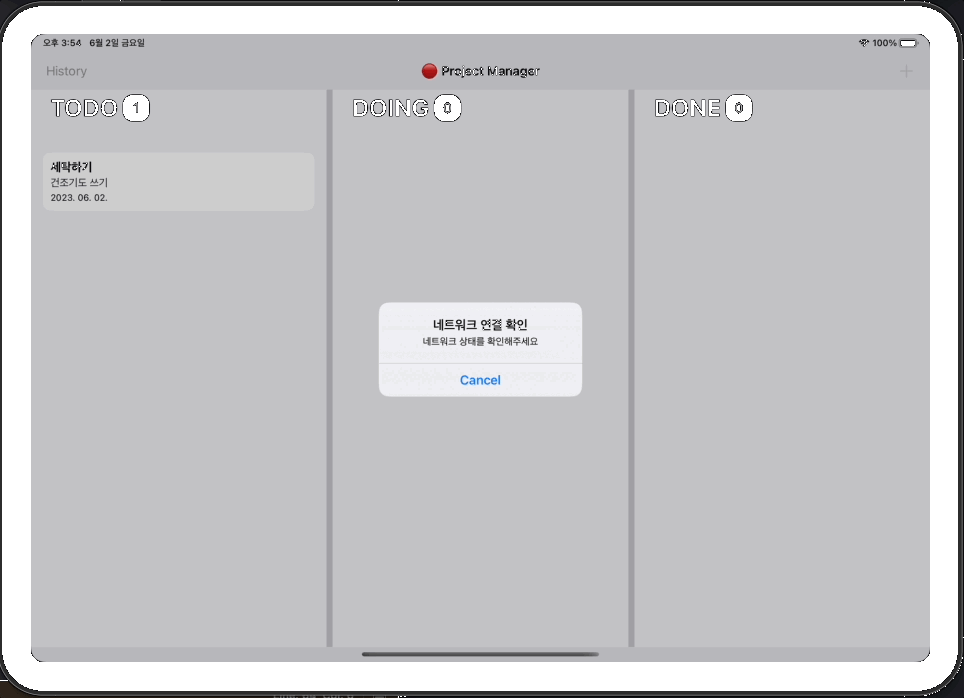 오후 3:54 6월 2일 금요일 100%
History
Project Manager
TODO 1
DOING 0
DONE 0
세탁하기
건조기도 쓰기
2023. 06. 02.
네트워크 연결 확인
네트워크 상태를 확인해주세요
Cancel